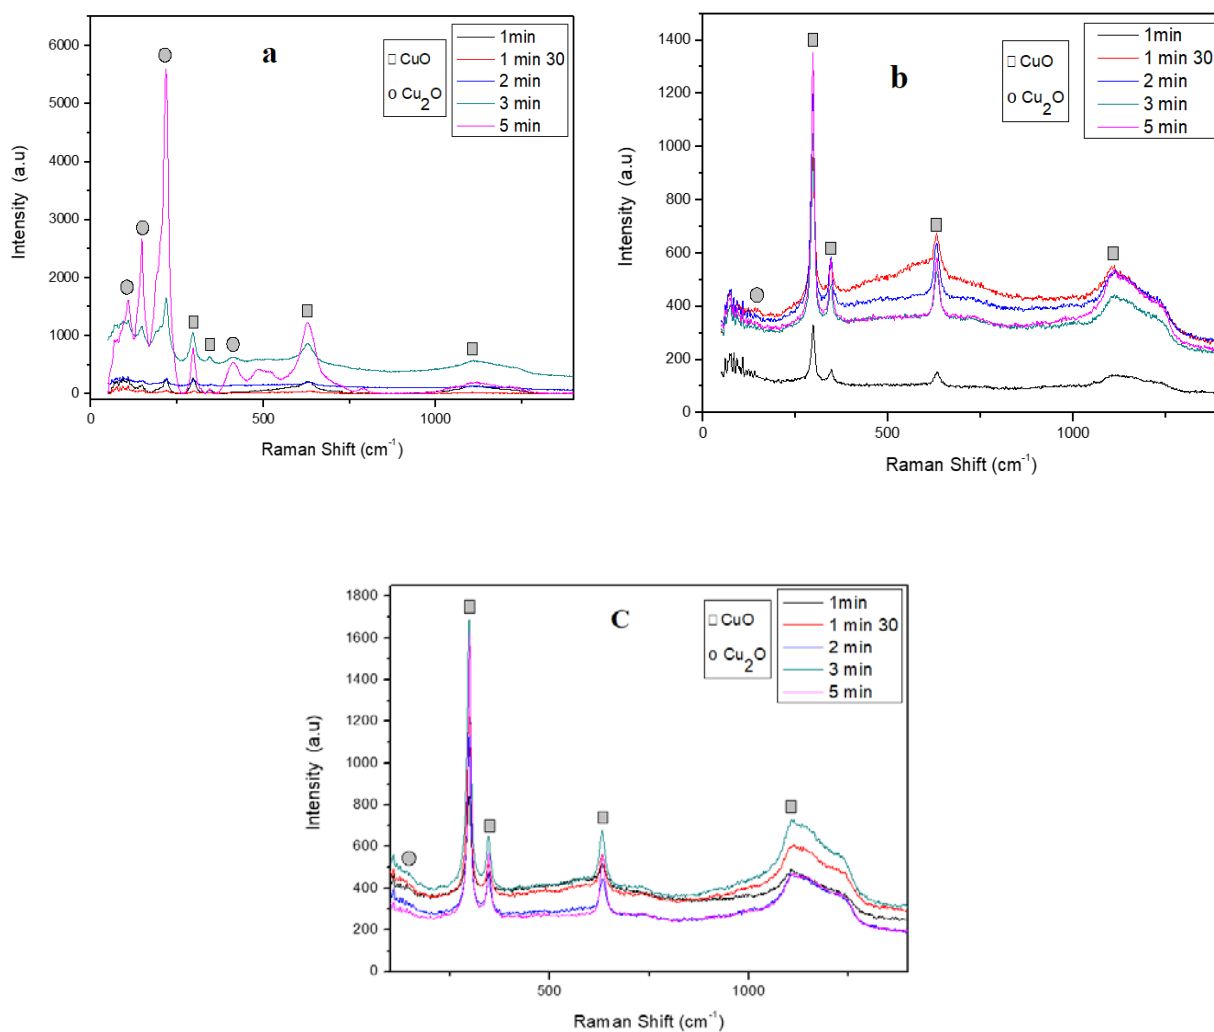 a
6000
5000
4000
3000
2000
1000
0
0
500
1000
Intensity (a.u)
Raman Shift (cm⁻¹)
CuO
Cu₂O
1min
1 min 30
2 min
3 min
5 min
b
1400
1200
1000
800
600
400
200
0
0
500
1000
Intensity (a.u)
Raman Shift (cm⁻¹)
CuO
Cu₂O
1min
1 min 30
2 min
3 min
5 min
C
1800
1600
1400
1200
1000
800
600
400
200
0
500
1000
Intensity (a.u)
Raman Shift (cm⁻¹)
CuO
Cu₂O
1min
1 min 30
2 min
3 min
5 min